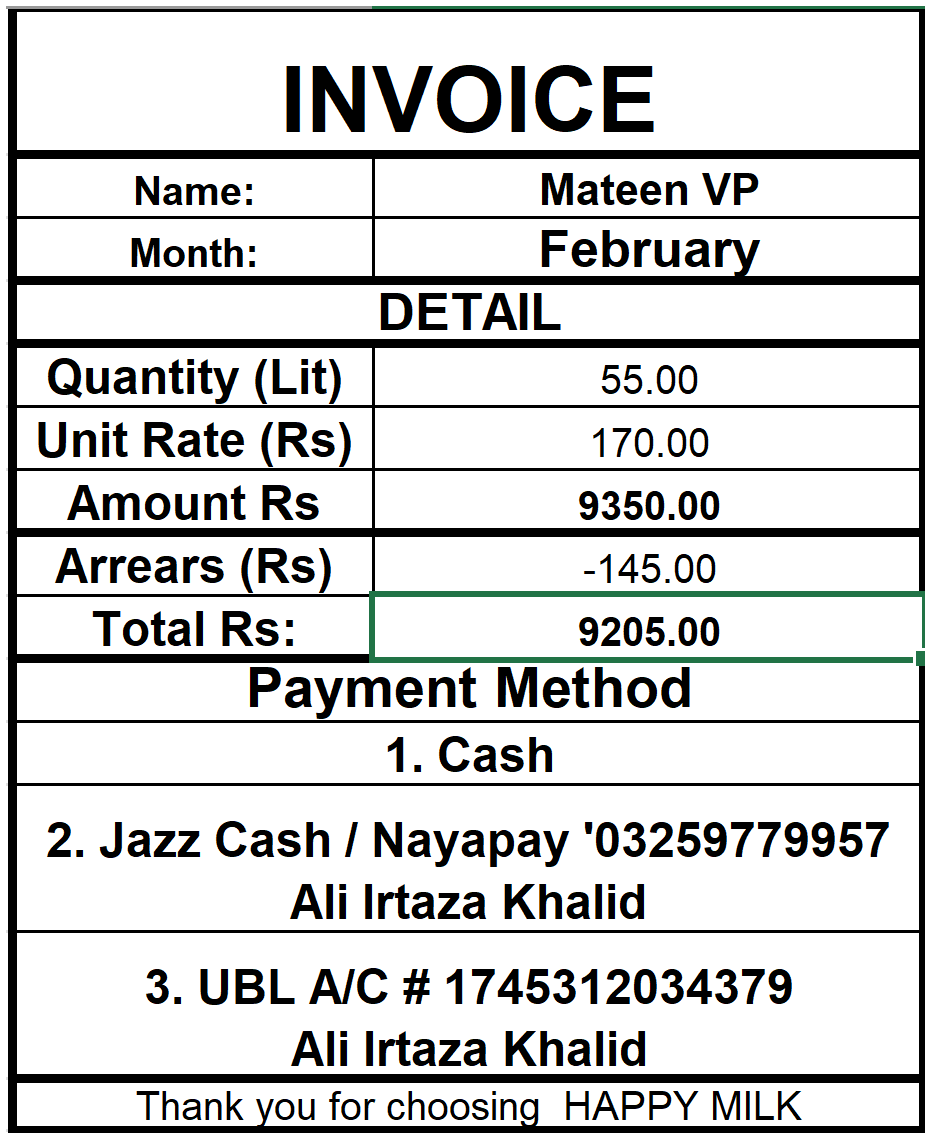 INVOICE
Name: Mateen VP
Month: February
DETAIL
Quantity (Lit) 55.00
Unit Rate (Rs) 170.00
Amount Rs 9350.00
Arrears (Rs) -145.00
Total Rs: 9205.00
Payment Method
1. Cash
2. Jazz Cash / Nayapay '03259779957
Ali Irtaza Khalid
3. UBL A/C # 1745312034379
Ali Irtaza Khalid
Thank you for choosing  HAPPY MILK